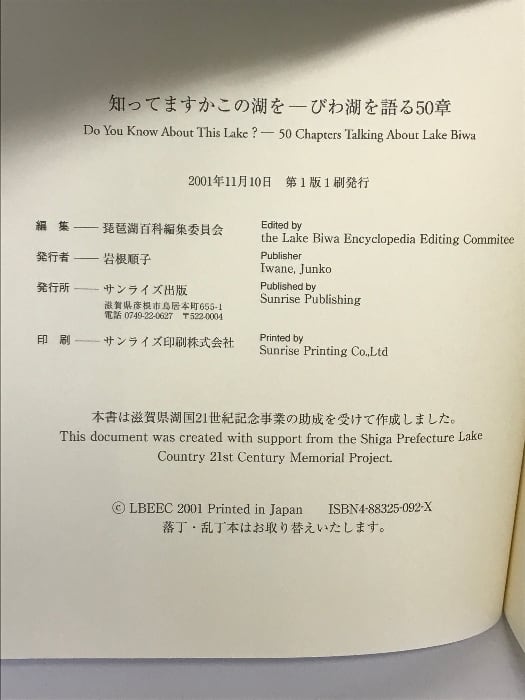 知ってますかこの湖を―びわ湖を語る50章
Do You Know About This Lake?― 50 Chapters Talking About Lake Biwa
2001年11月10日　第1版1刷発行
編　集――琵琶湖百科編集委員会
Edited by
the Lake Biwa Encyclopedia Editing Commitee
発行者――岩根順子
Publisher
Iwane, Junko
発行所――サンライズ出版
滋賀県彦根市鳥居本町655-1
電話 0749-22-0627　〒522-0004
Published by
Sunrise Publishing
印　刷――サンライズ印刷株式会社
Printed by
Sunrise Printing Co.,Ltd
本書は滋賀県湖国21世紀記念事業の助成を受けて作成しました。
This document was created with support from the Shiga Prefecture Lake
Country 21st Century Memorial Project.
Ⓒ LBEEC 2001 Printed in Japan　ISBN4-88325-092-X
落丁・乱丁本はお取り替えいたします。